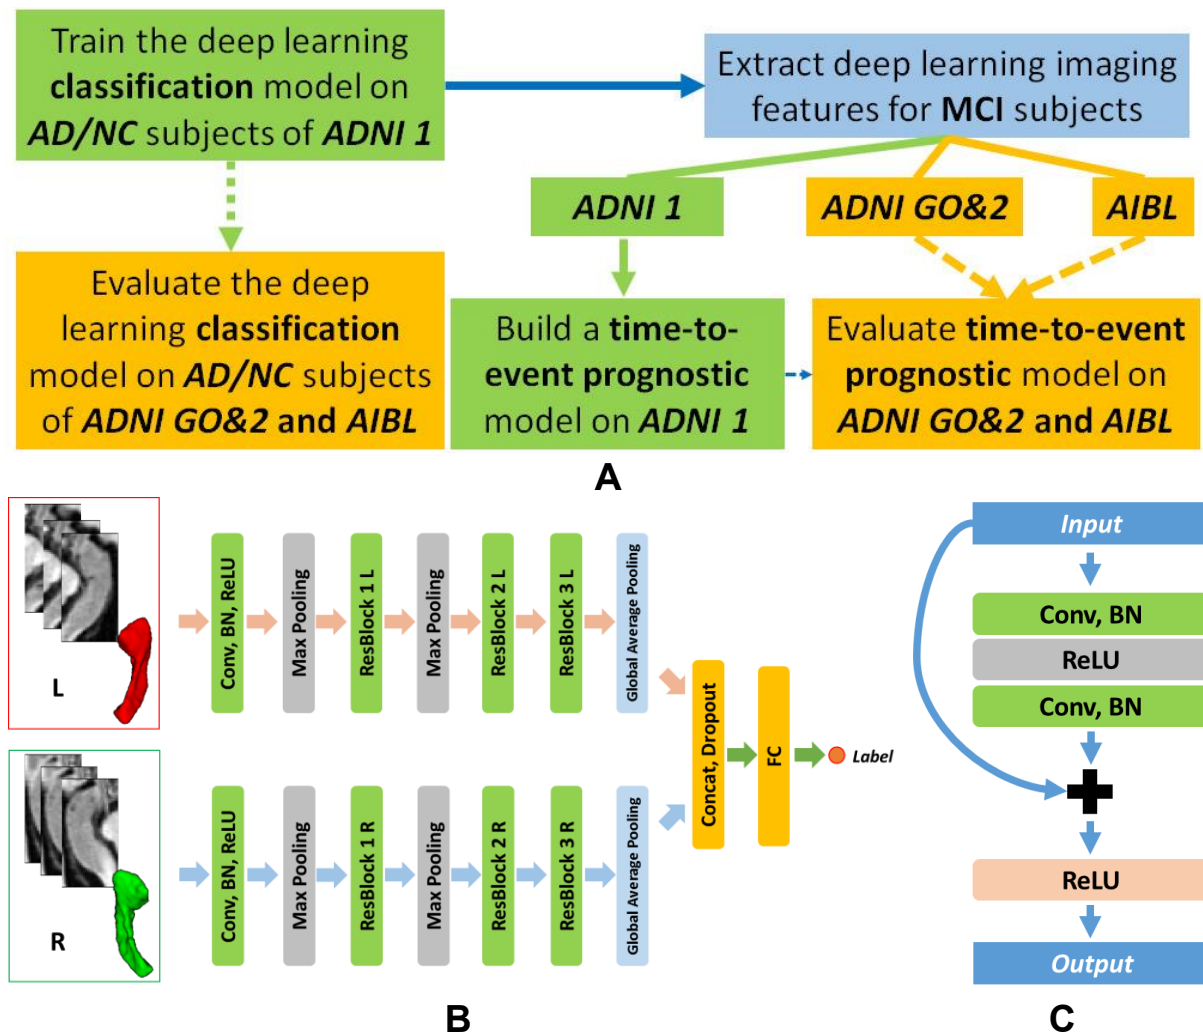 Train the deep learning
classification model on
AD/NC subjects of ADNI 1
Extract deep learning imaging
features for MCI subjects
ADNI 1
ADNI GO&2
AIBL
Evaluate the deep
learning classification
model on AD/NC subjects
of ADNI GO&2 and AIBL
Build a time-to-
event prognostic
model on ADNI 1
Evaluate time-to-event
prognostic model on
ADNI GO&2 and AIBL
A
L
Conv, BN, ReLU
Max Pooling
ResBlock 1 L
Max Pooling
ResBlock 2 L
ResBlock 3 L
Global Average Pooling
R
Conv, BN, ReLU
Max Pooling
ResBlock 1 R
Max Pooling
ResBlock 2 R
ResBlock 3 R
Global Average Pooling
Concat, Dropout
FC
Label
B
Input
Conv, BN
ReLU
Conv, BN
ReLU
Output
C